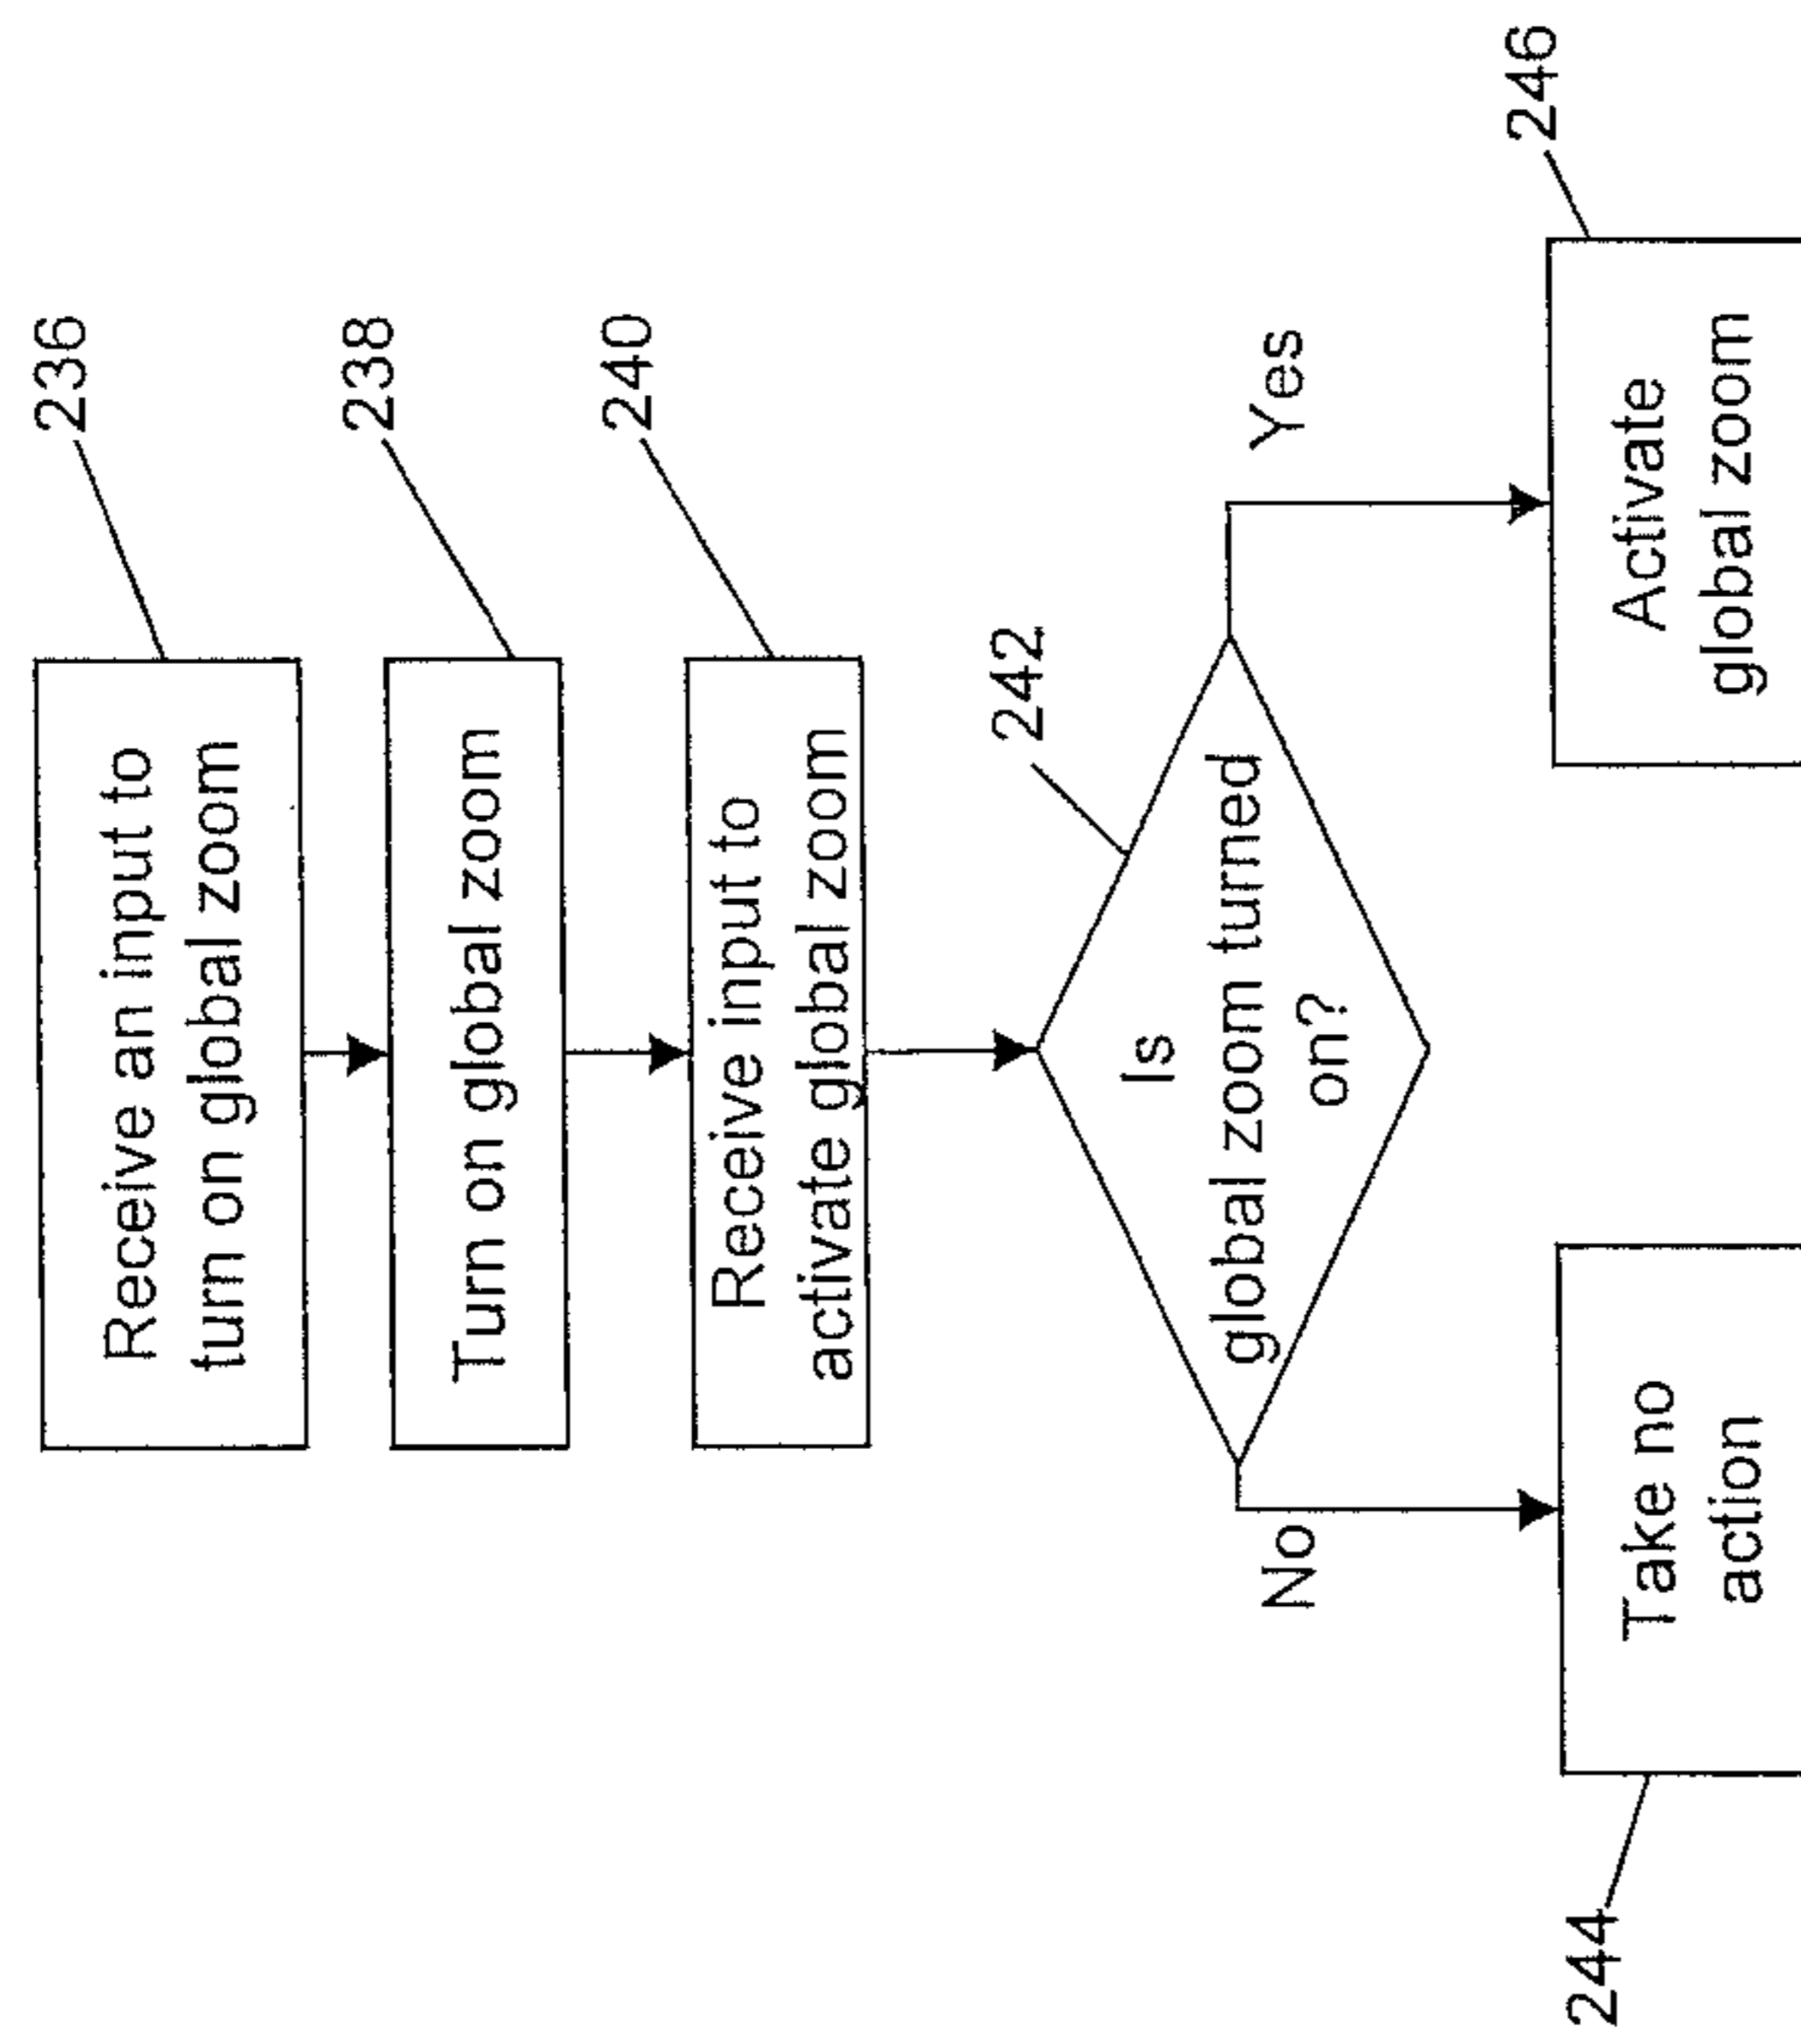 236
Receive an input to
turn on global zoom
238
Turn on global zoom
240
Receive input to
activate global zoom
242
Is
global zoom turned
on?
No
Yes
244
Take no
action
246
Activate
global zoom